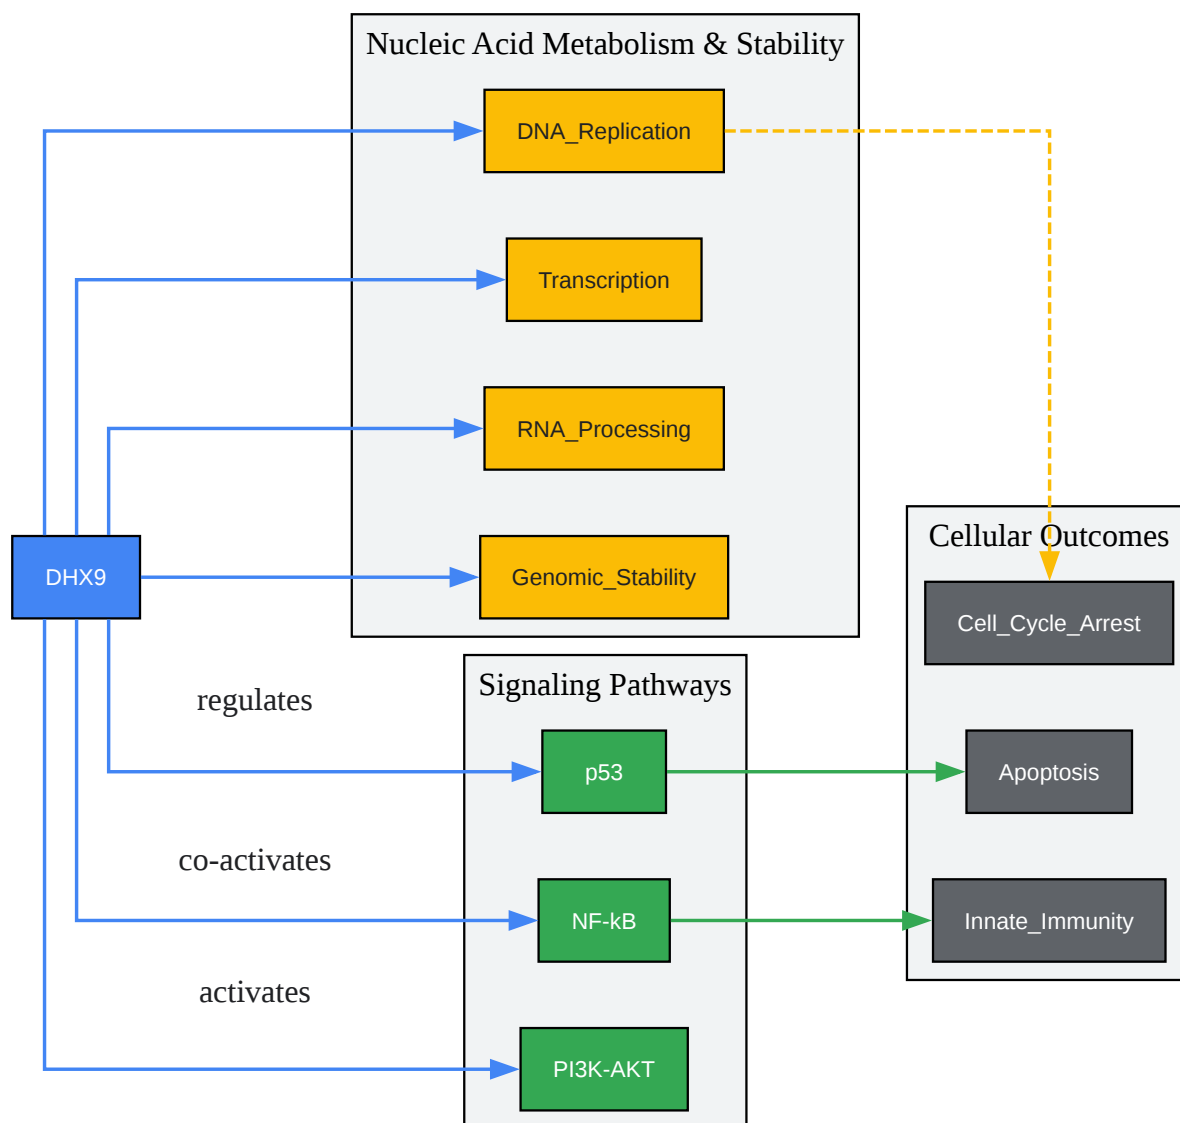 Nucleic Acid Metabolism & Stability
DNA_Replication
Transcription
RNA_Processing
Genomic_Stability
DHX9
Cellular Outcomes
Cell_Cycle_Arrest
Apoptosis
Innate_Immunity
Signaling Pathways
regulates
p53
co-activates
NF-kB
activates
PI3K-AKT